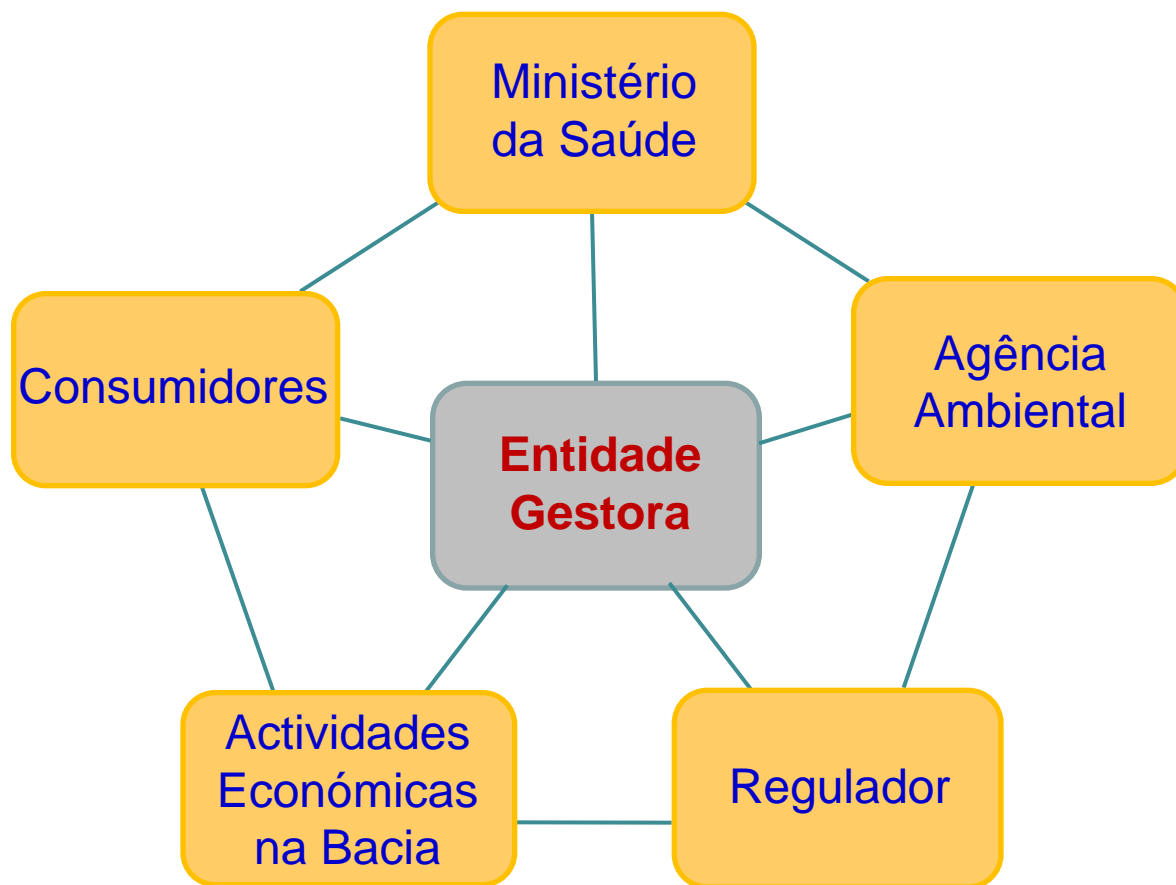 Ministério
da Saúde
Consumidores
Agência
Ambiental
Entidade
Gestora
Actividades
Económicas
na Bacia
Regulador